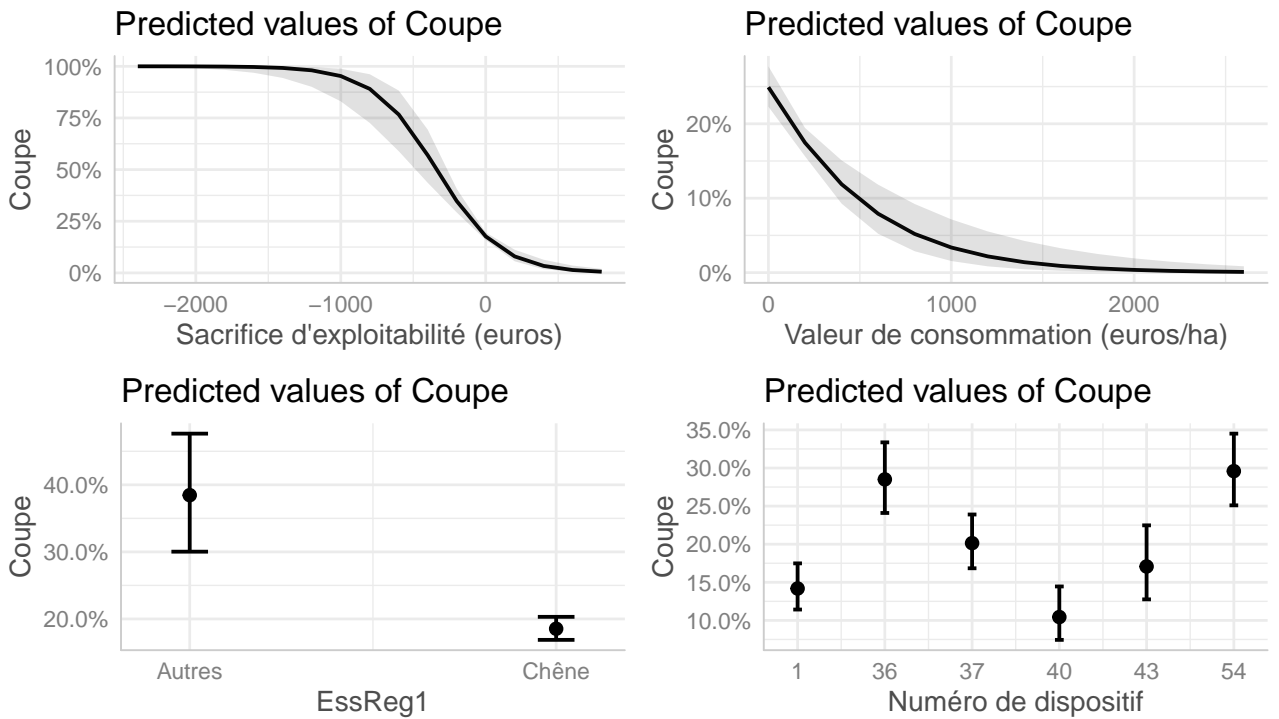 Predicted values of Coupe
Coupe
100%
75%
50%
25%
0%
−2000
−1000
0
Sacrifice d'exploitabilité (euros)
Predicted values of Coupe
Coupe
20%
10%
0%
0
1000
2000
Valeur de consommation (euros/ha)
Predicted values of Coupe
Coupe
40.0%
30.0%
20.0%
Autres
Chêne
EssReg1
Predicted values of Coupe
Coupe
35.0%
30.0%
25.0%
20.0%
15.0%
10.0%
1
36
37
40
43
54
Numéro de dispositif